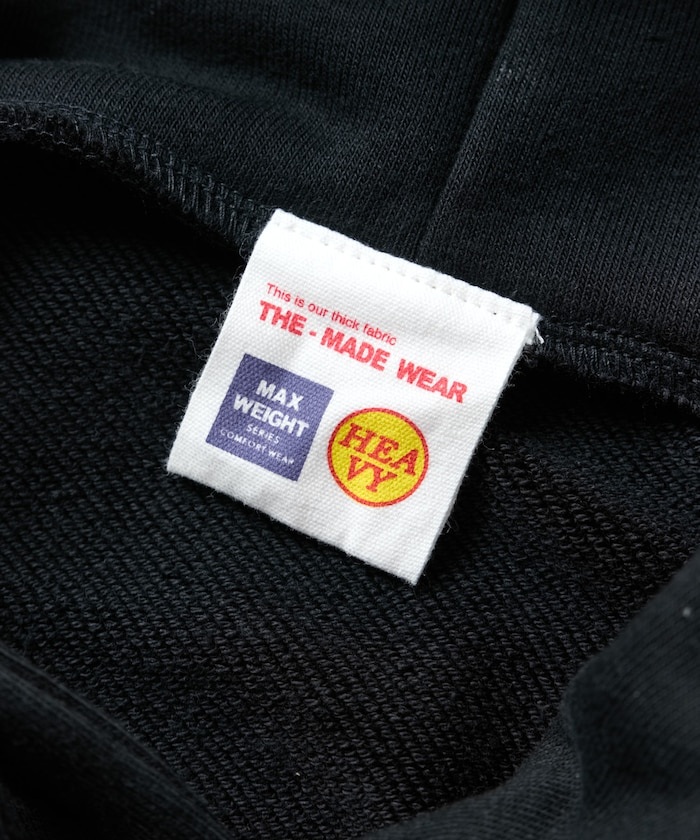 This is our thick fabric
THE - MADE WEAR
MAX
WEIGHT
SERIES
COMFORT WEAR
HEA
VY